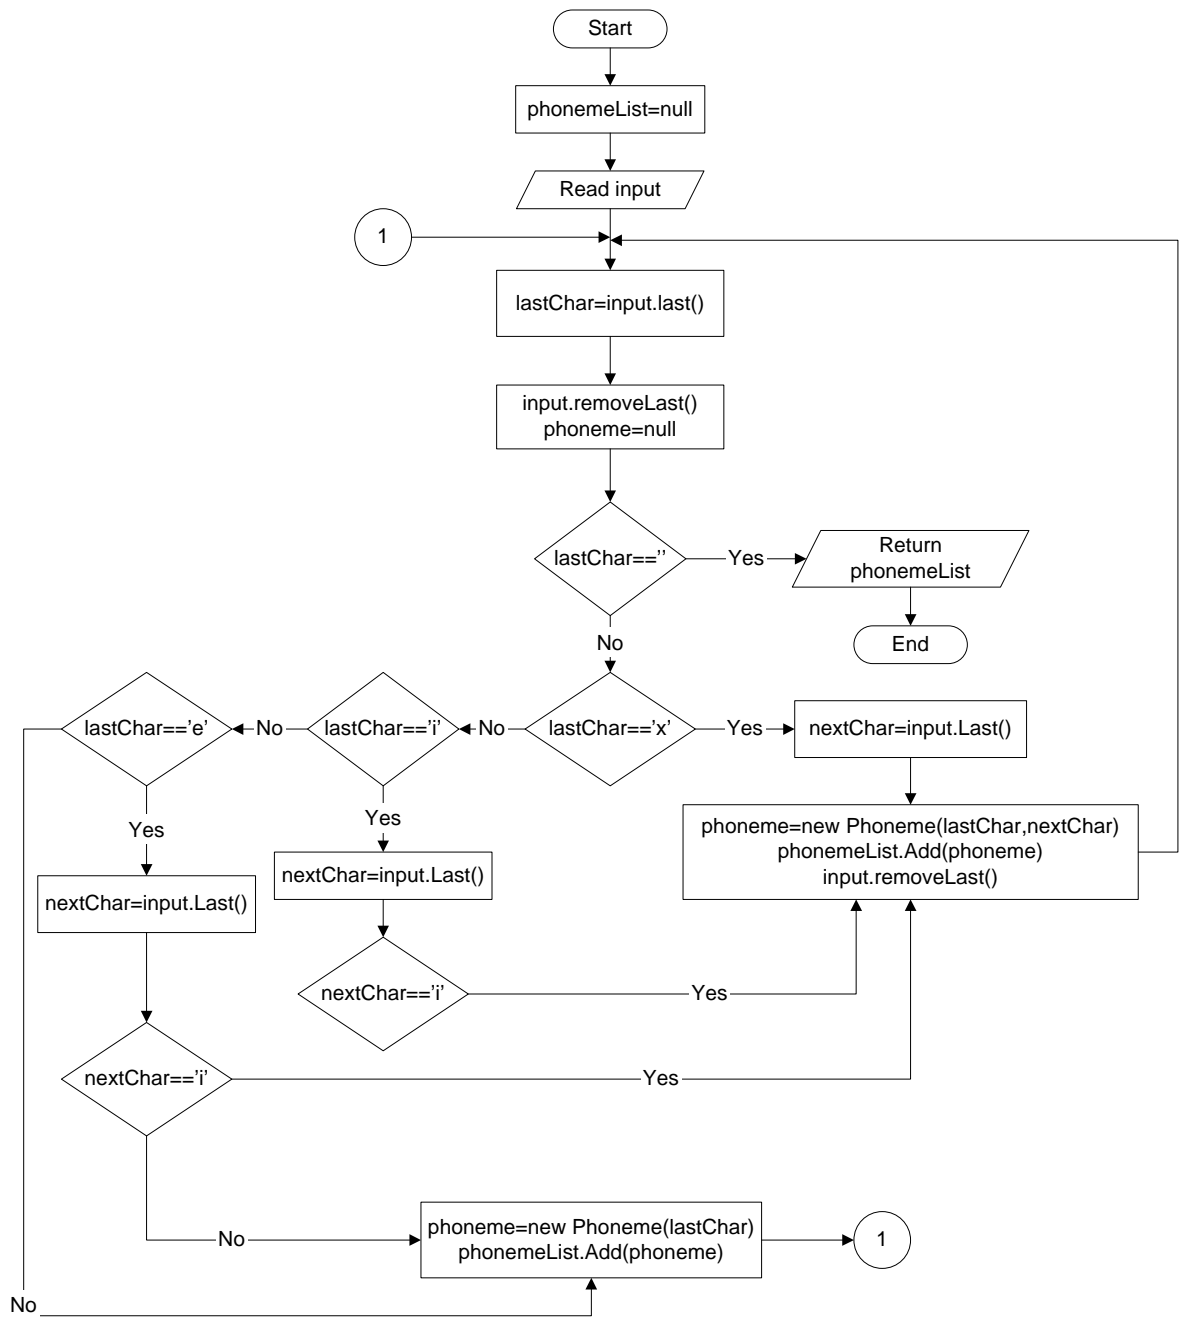 Start
phonemeList=null
Read input
1
lastChar=input.last()
input.removeLast()
phoneme=null
lastChar==''
Yes
Return
phonemeList
End
No
lastChar=='e'
No
lastChar=='i'
No
lastChar=='x'
Yes
nextChar=input.Last()
phoneme=new Phoneme(lastChar,nextChar)
phonemeList.Add(phoneme)
input.removeLast()
Yes
Yes
nextChar=input.Last()
nextChar=input.Last()
nextChar=='i'
Yes
nextChar=='i'
Yes
No
phoneme=new Phoneme(lastChar)
phonemeList.Add(phoneme)
1
No